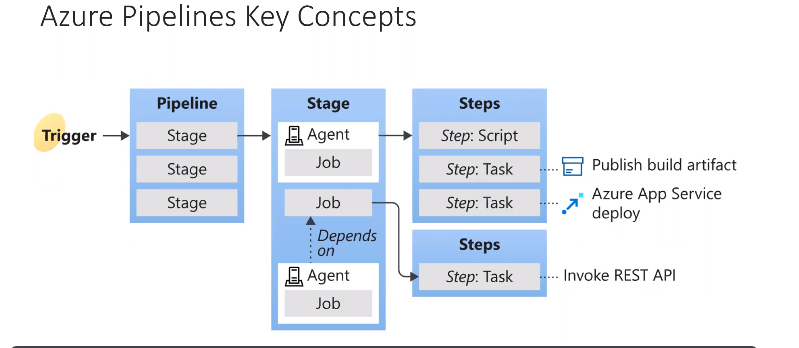 Azure Pipelines Key Concepts
Trigger
Pipeline
Stage
Stage
Stage
Stage
Agent
Job
Job
Depends
on
Agent
Job
Steps
Step: Script
Step: Task
Step: Task
Publish build artifact
Azure App Service
deploy
Steps
Step: Task
Invoke REST API